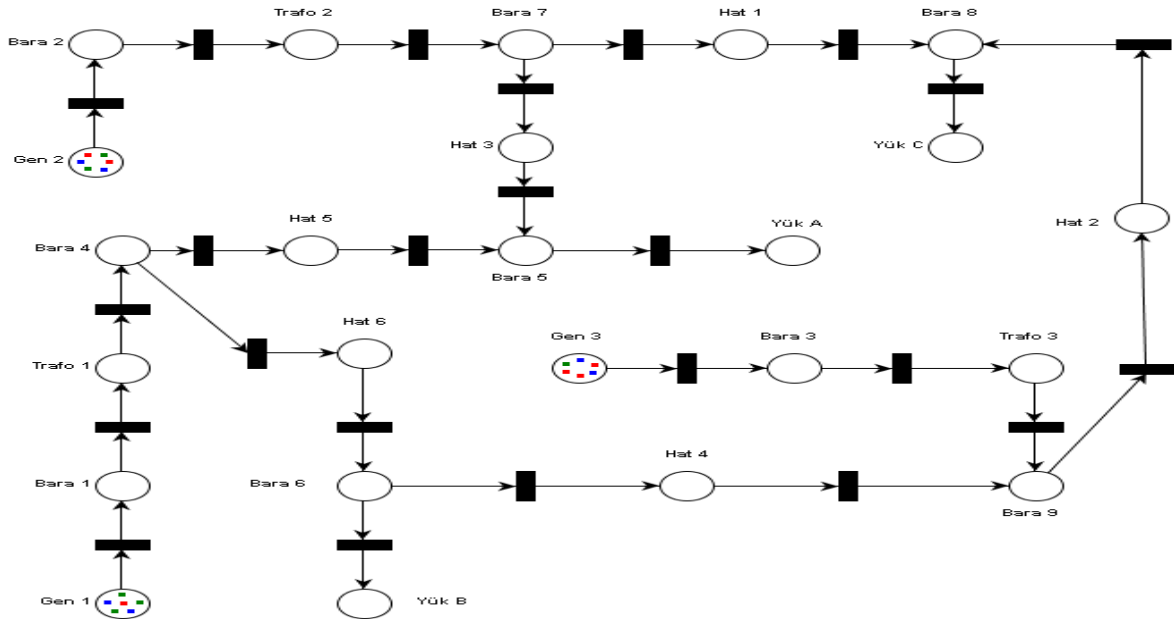 Trafo 2
Bara 7
Hat 1
Bara 8
Bara 2
Hat 3
Yük C
Gen 2
Hat 5
Yük A
Hat 2
Bara 4
Bara 5
Hat 6
Gen 3
Bara 3
Trafo 3
Trafo 1
Hat 4
Bara 1
Bara 6
Bara 9
Gen 1
Yük B